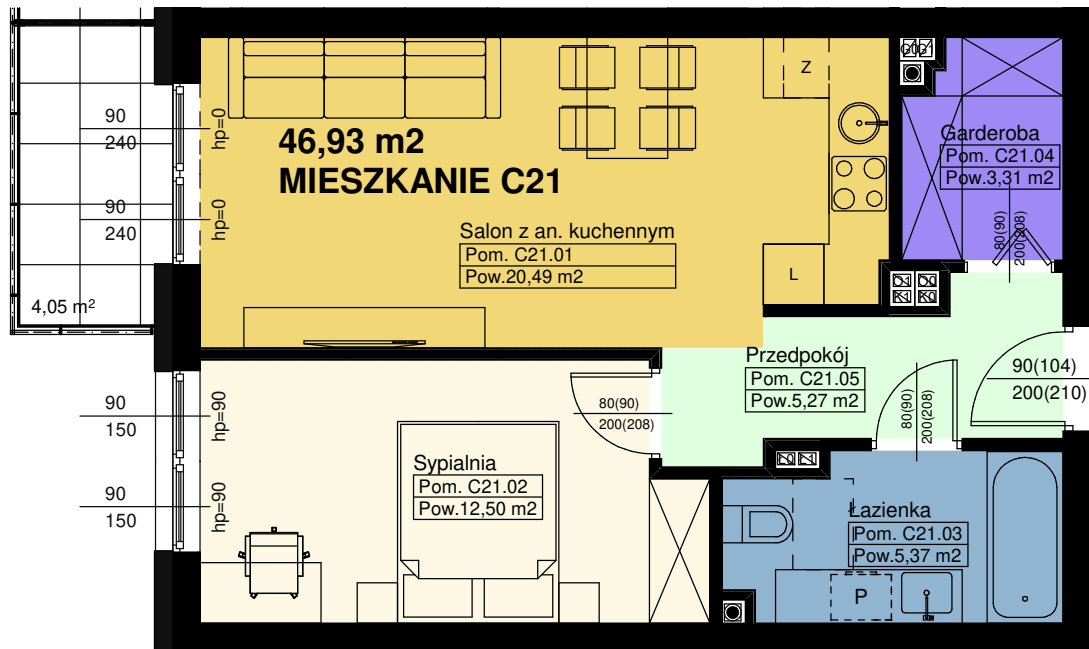 46,93 m2
MIESZKANIE C21
Salon z an. kuchennym
Pom. C21.01
Pow.20,49 m2
Z
L
Garderoba
Pom. C21.04
Pow.3,31 m2
80(90)
200(208)
90
240
hp=0
90
240
hp=0
4,05 m²
Przedpokój
Pom. C21.05
Pow.5,27 m2
90(104)
200(210)
80(90)
200(208)
80(90)
200(208)
90
150
hp=90
90
150
hp=90
Sypialnia
Pom. C21.02
Pow.12,50 m2
Łazienka
Pom. C21.03
Pow.5,37 m2
P